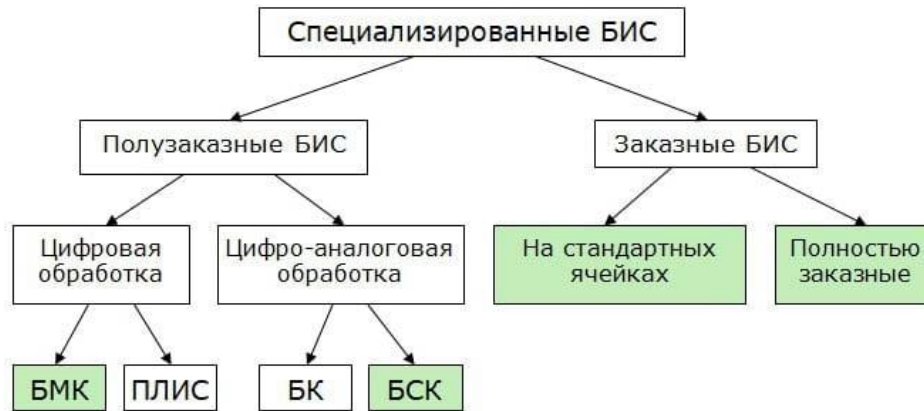 Специализированные БИС
Полузаказные БИС
Заказные БИС
Цифровая
обработка
Цифро-аналоговая
обработка
На стандартных
ячейках
Полностью
заказные
БМК
ПЛИС
БК
БСК